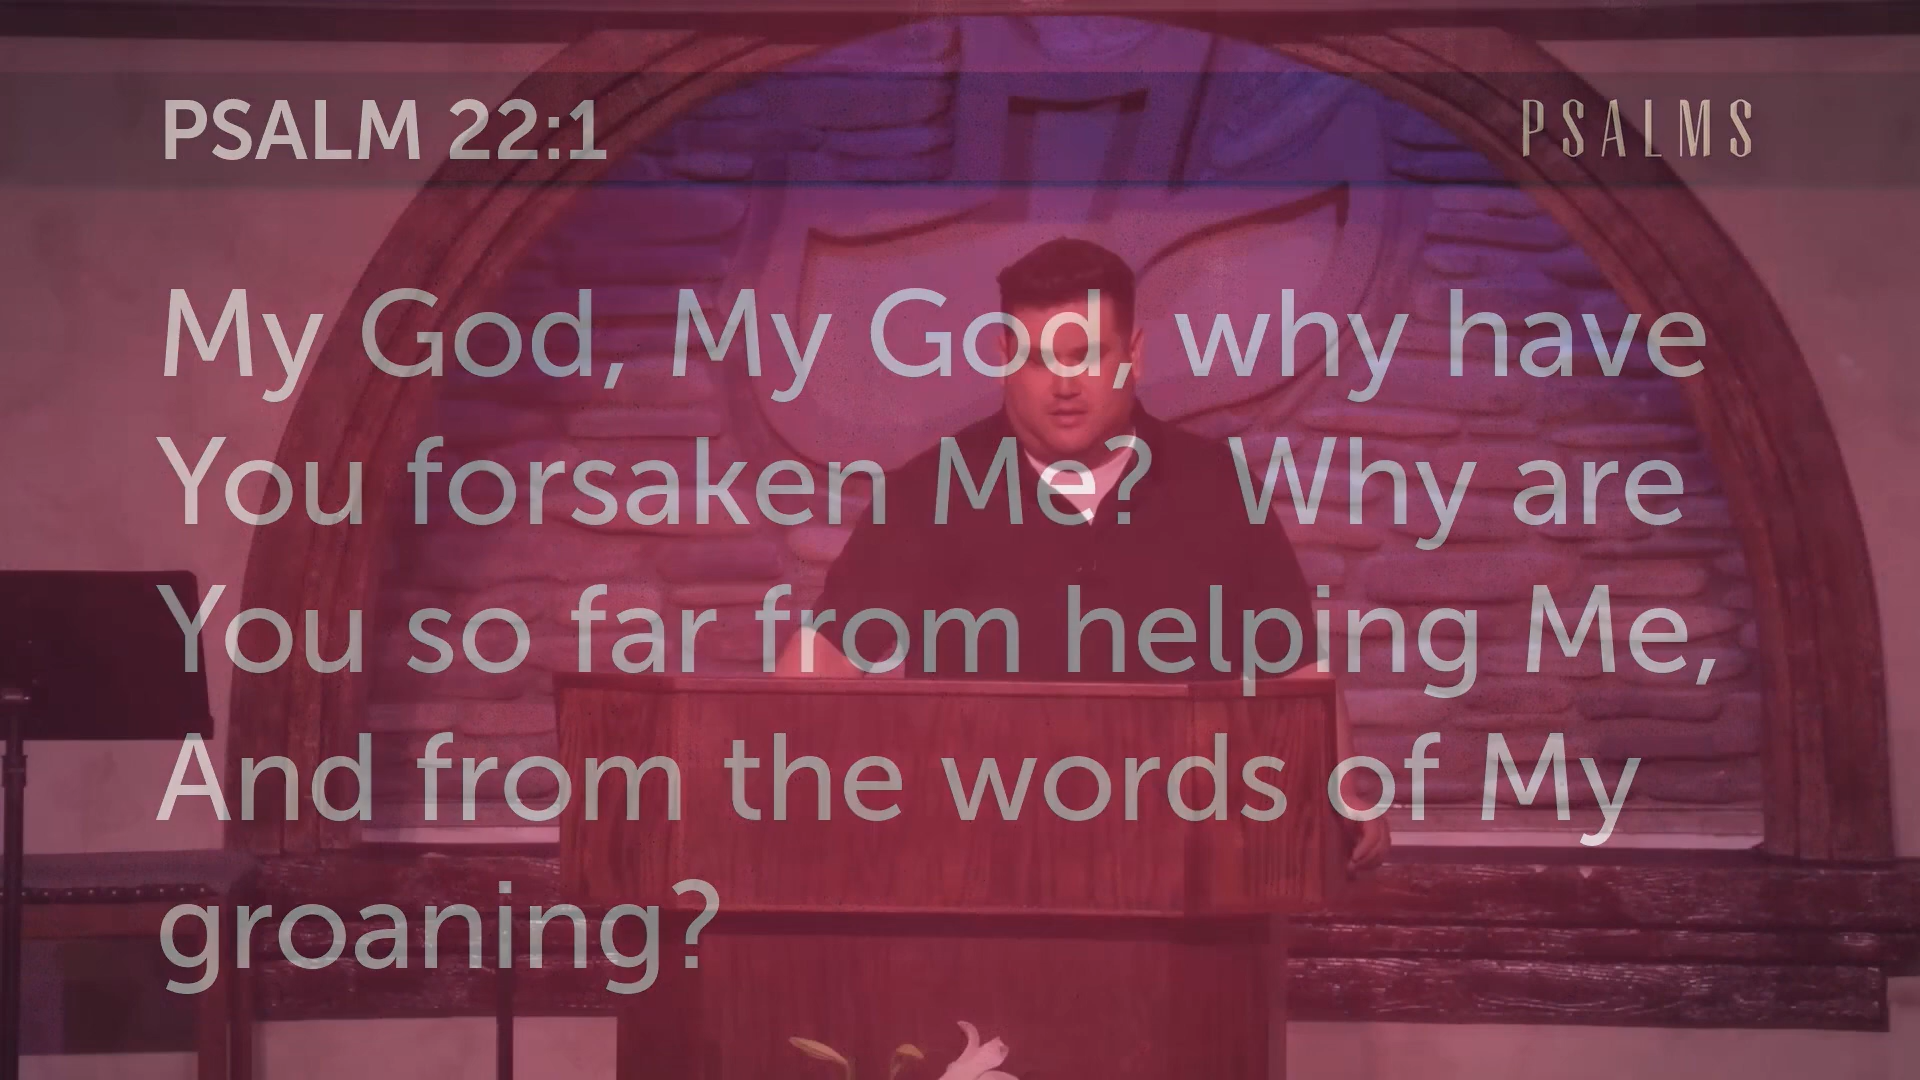 PSALM 22:1
PSALMS
My God, My God, why have
You forsaken Me?  Why are
You so far from helping Me,
And from the words of My
groaning?